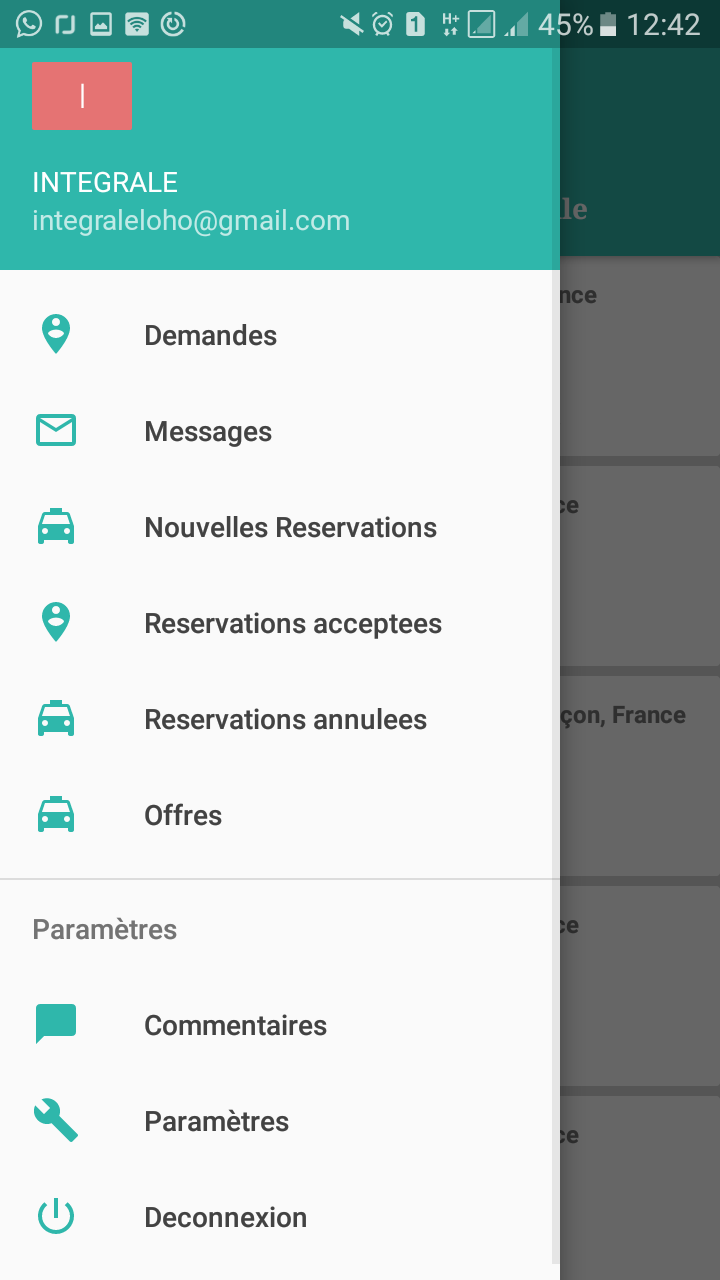 1 H+ 45% 12:42
I
INTEGRALE
integraleloho@gmail.com
le
nce
Demandes
Messages
ce
Nouvelles Reservations
Reservations acceptees
Reservations annulees
çon, France
Offres
Paramètres
ce
Commentaires
Paramètres
ce
Deconnexion